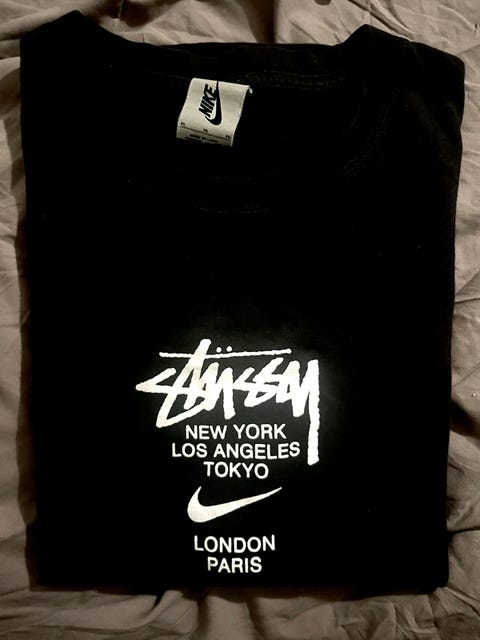 NIKE
STÜSSY
NEW YORK
LOS ANGELES
TOKYO
LONDON
PARIS